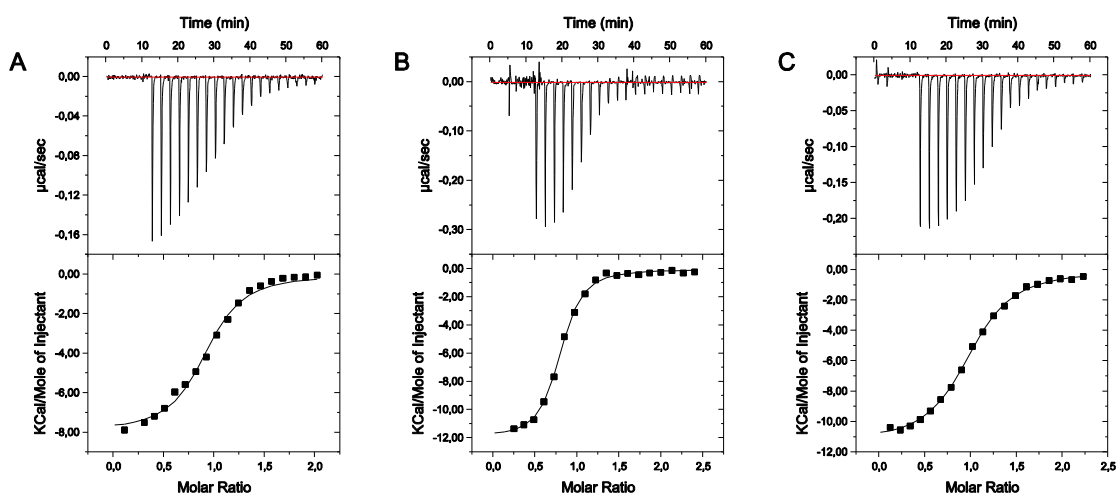 A
Time (min)
0 10 20 30 40 50 60
0,00
-0,04
-0,08
-0,12
-0,16
µcal/sec
0,00
-2,00
-4,00
-6,00
-8,00
KCal/Mole of Injectant
0,0 0,5 1,0 1,5 2,0
Molar Ratio
B
Time (min)
0 10 20 30 40 50 60
0,00
-0,10
-0,20
-0,30
µcal/sec
0,00
-2,00
-4,00
-6,00
-8,00
-10,00
-12,00
KCal/Mole of Injectant
0,0 0,5 1,0 1,5 2,0 2,5
Molar Ratio
C
Time (min)
0 10 20 30 40 50 60
0,00
-0,05
-0,10
-0,15
-0,20
µcal/sec
0,00
-2,00
-4,00
-6,00
-8,00
-10,00
-12,00
KCal/Mole of Injectant
0,0 0,5 1,0 1,5 2,0 2,5
Molar Ratio